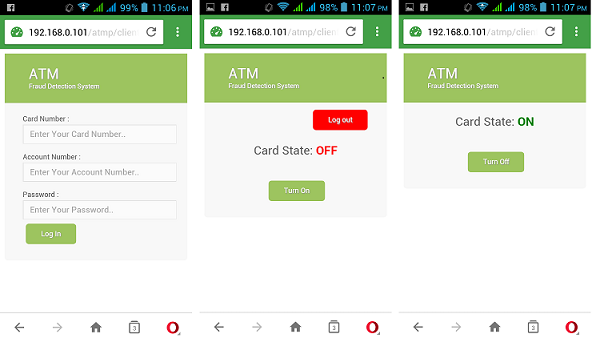 99% 11:06 PM
192.168.0.101/atmp/clien
ATM
Fraud Detection System
Card Number :
Enter Your Card Number..
Account Number :
Enter Your Account Number..
Password :
Enter Your Password..
Log In
3
98% 11:07 PM
192.168.0.101/atmp/clien
ATM
Fraud Detection System
Log out
Card State: OFF
Turn On
3
98% 11:07 PM
192.168.0.101/atmp/clien
ATM
Fraud Detection System
Card State: ON
Turn Off
3